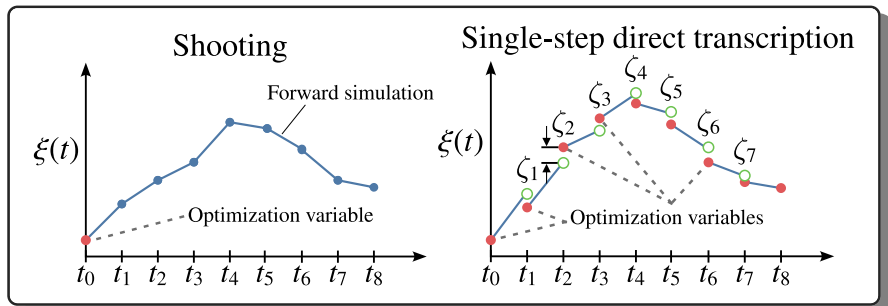 Shooting
Forward simulation
ξ(t)
Optimization variable
t₀ t₁ t₂ t₃ t₄ t₅ t₆ t₇ t₈
Single-step direct transcription
ζ₄
ζ₃ ζ₅
ζ₂ ζ₆
ξ(t)
ζ₁ ζ₇
Optimization variables
t₀ t₁ t₂ t₃ t₄ t₅ t₆ t₇ t₈